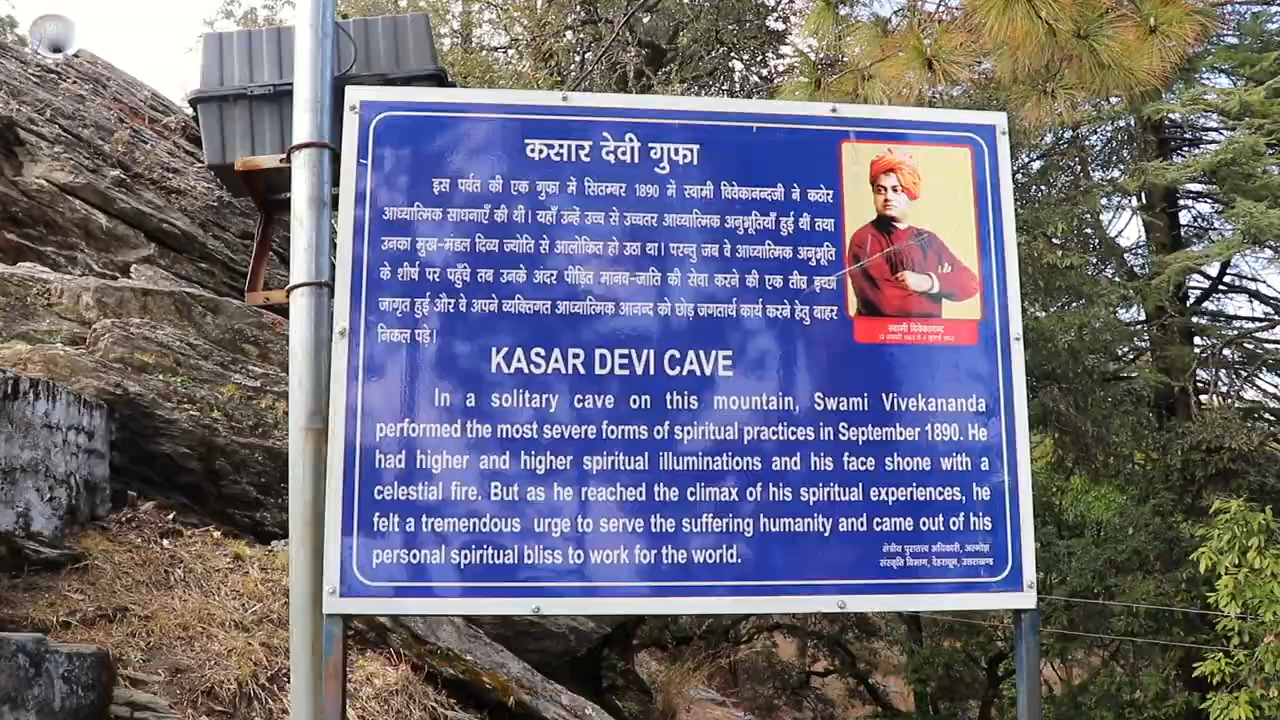 कसार देवी गुफा
इस पर्वत की एक गुफा में सितम्बर 1890 में स्वामी विवेकानन्दजी ने कठोर
आध्यात्मिक साधनाएँ की थीं। यहाँ उन्हें उच्च से उच्चतर आध्यात्मिक अनुभूतियाँ हुई थीं तथा
उनका मुख-मंडल दिव्य ज्योति से आलोकित हो उठा था। परन्तु जब वे आध्यात्मिक अनुभूति
के शीर्ष पर पहुँचे तब उनके अंदर पीड़ित मानव-जाति की सेवा करने की एक तीव्र इच्छा
जागृत हुई और वे अपने व्यक्तिगत आध्यात्मिक आनन्द को छोड़ जगतार्थ कार्य करने हेतु बाहर
निकल पड़े।
स्वामी विवेकानन्द
KASAR DEVI CAVE
In a solitary cave on this mountain, Swami Vivekananda
performed the most severe forms of spiritual practices in September 1890. He
had higher and higher spiritual illuminations and his face shone with a
celestial fire. But as he reached the climax of his spiritual experiences, he
felt a tremendous urge to serve the suffering humanity and came out of his
personal spiritual bliss to work for the world.
क्षेत्रीय पुरातत्व अधिकारी, अल्मोड़ा
संस्कृति विभाग, देहरादून, उत्तराखण्ड